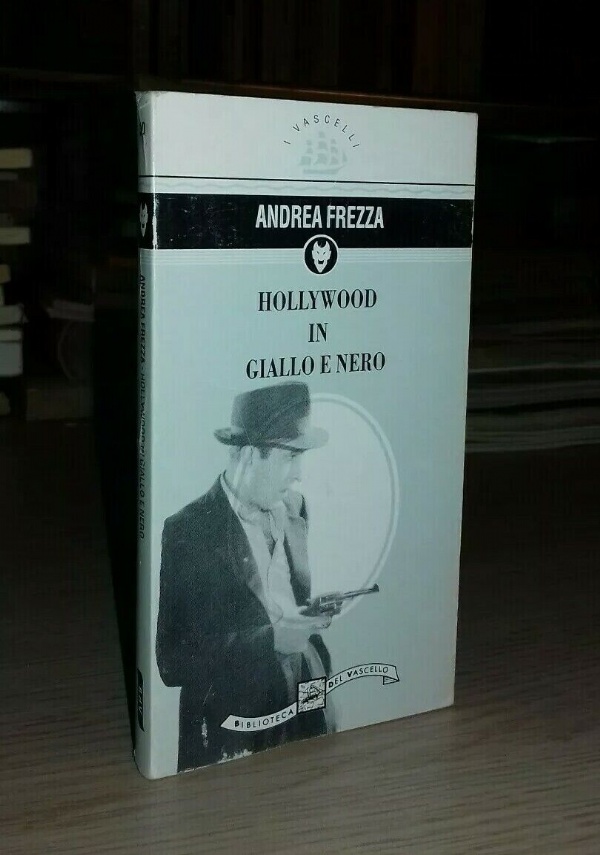 I VASCELLI
ANDREA FREZZA
HOLLYWOOD
IN
GIALLO E NERO
BIBLIOTECA DEL VASCELLO
ANDREA FREZZA - HOLLYWOOD IN GIALLO E NERO